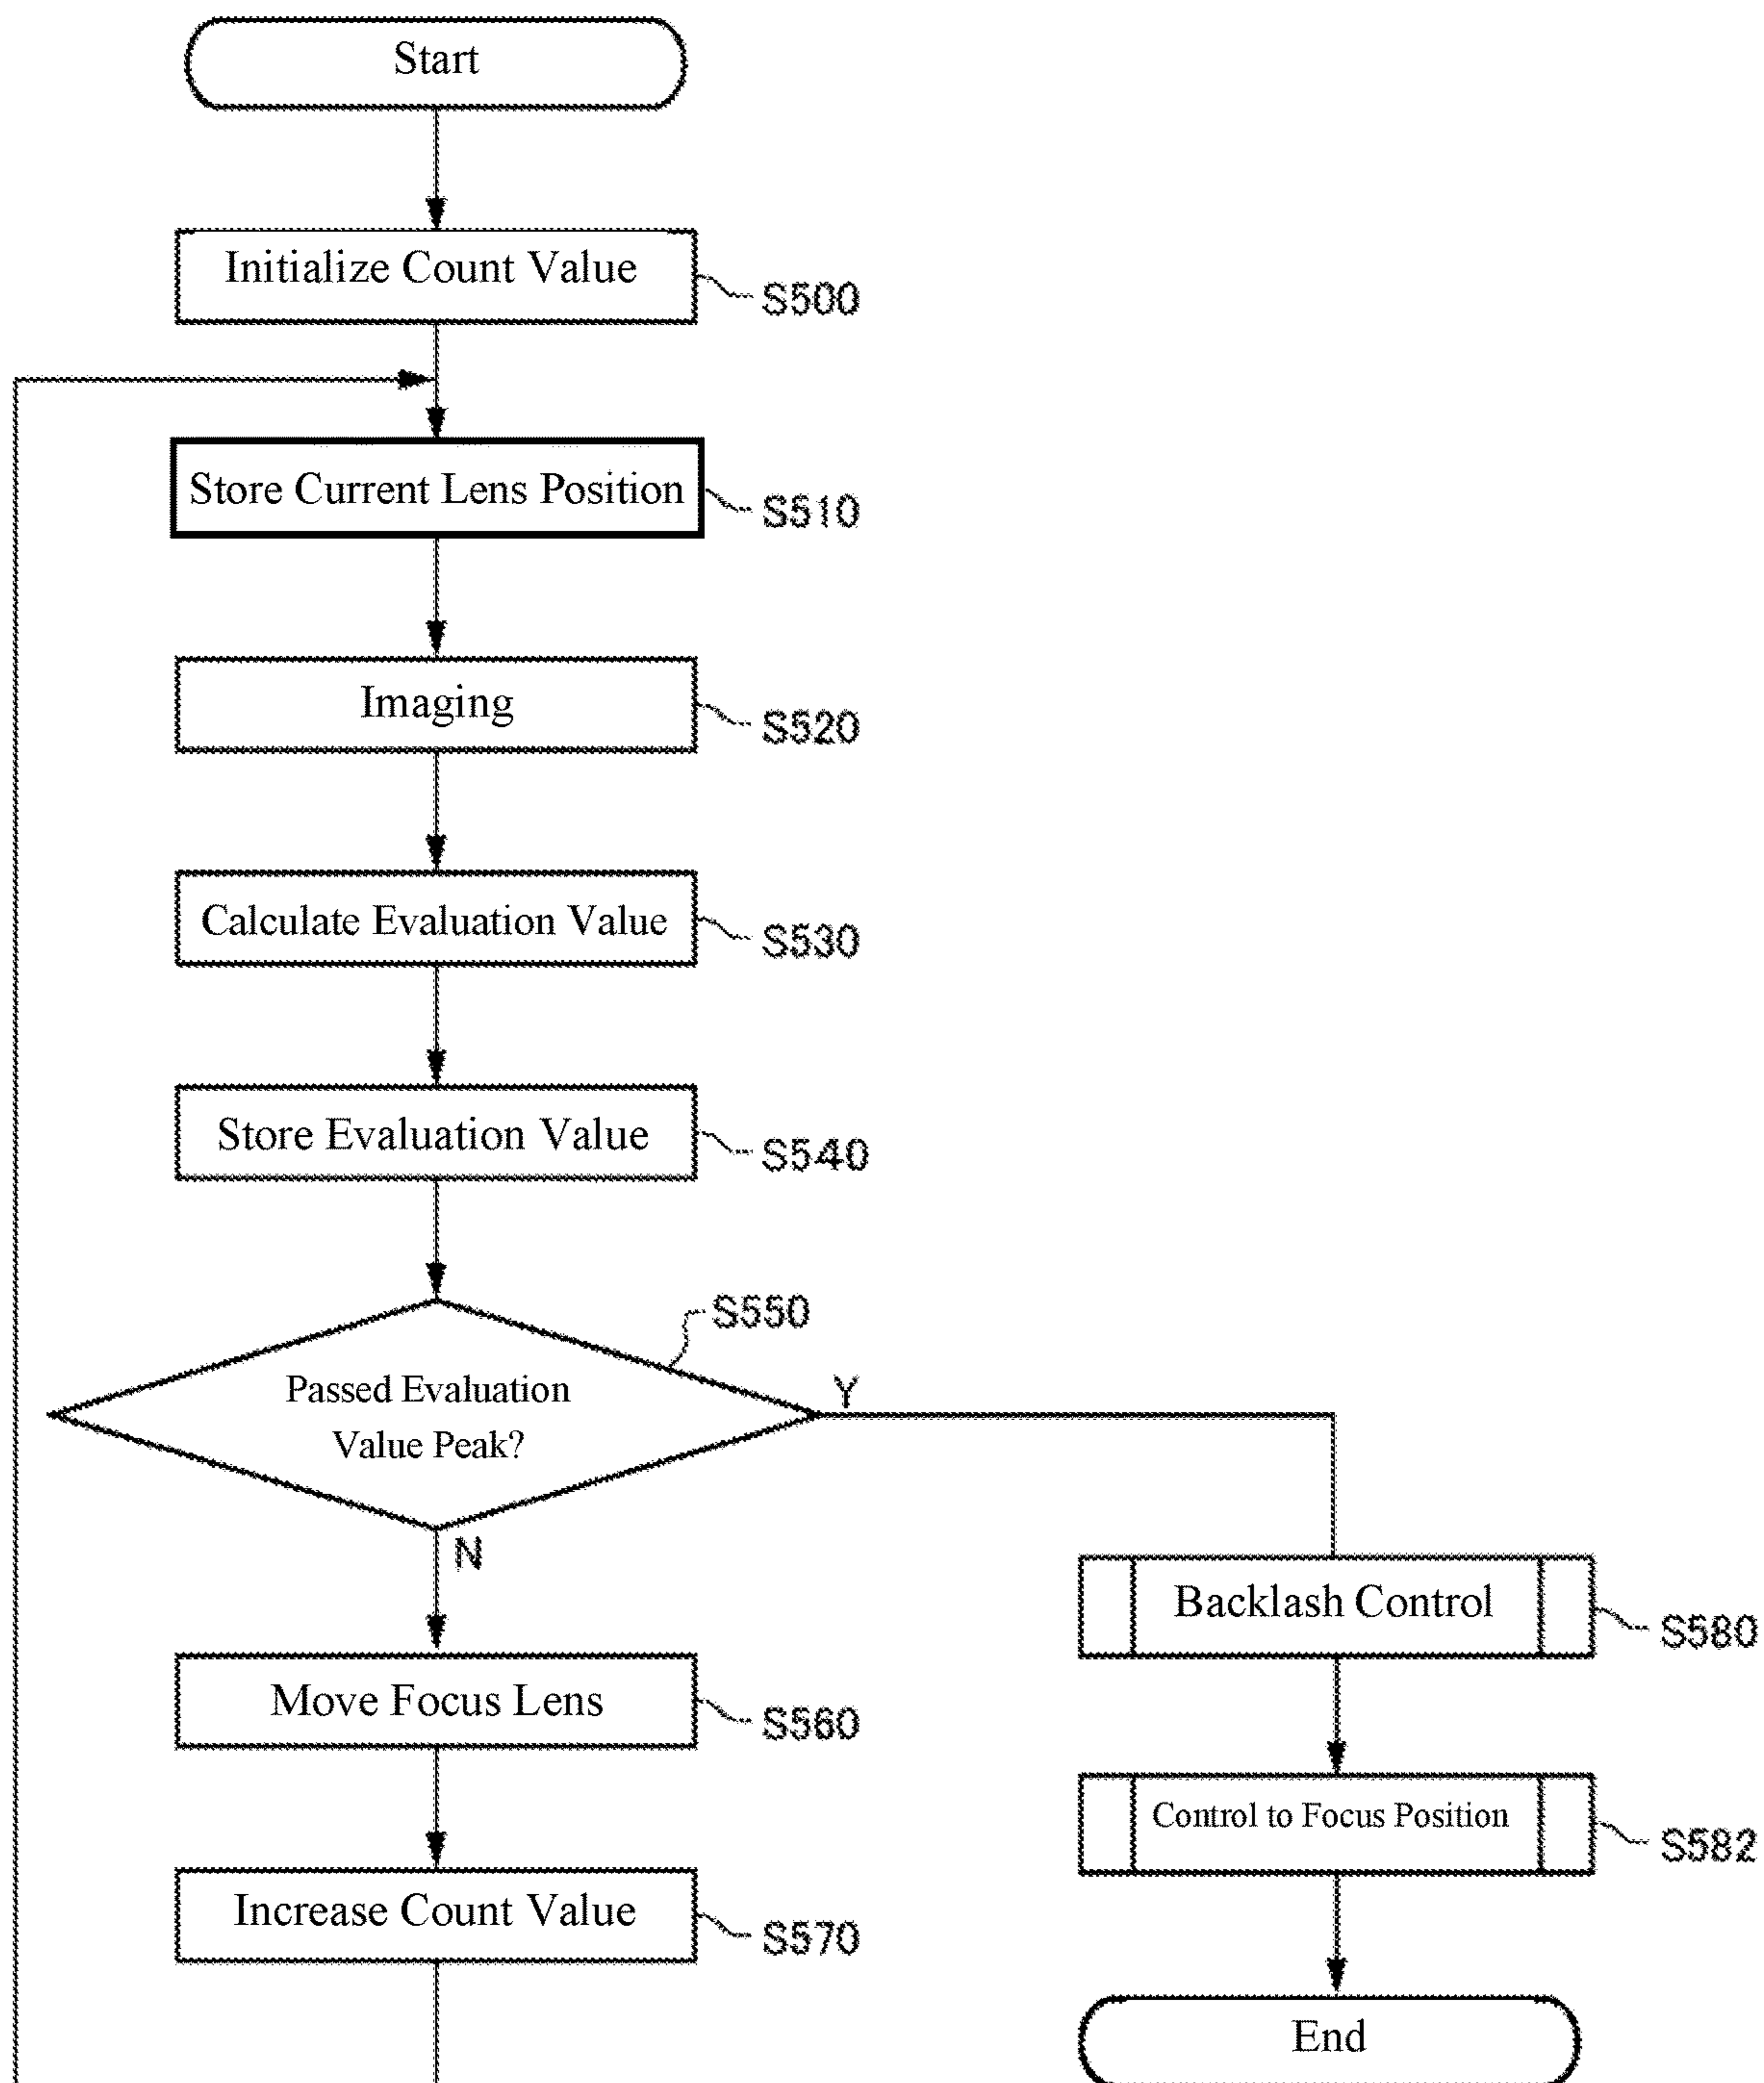 Start
Initialize Count Value
S500
Store Current Lens Position
S510
Imaging
S520
Calculate Evaluation Value
S530
Store Evaluation Value
S540
S550
Passed Evaluation
Value Peak?
Y
N
Move Focus Lens
S560
Increase Count Value
S570
Backlash Control
S580
Control to Focus Position
S582
End